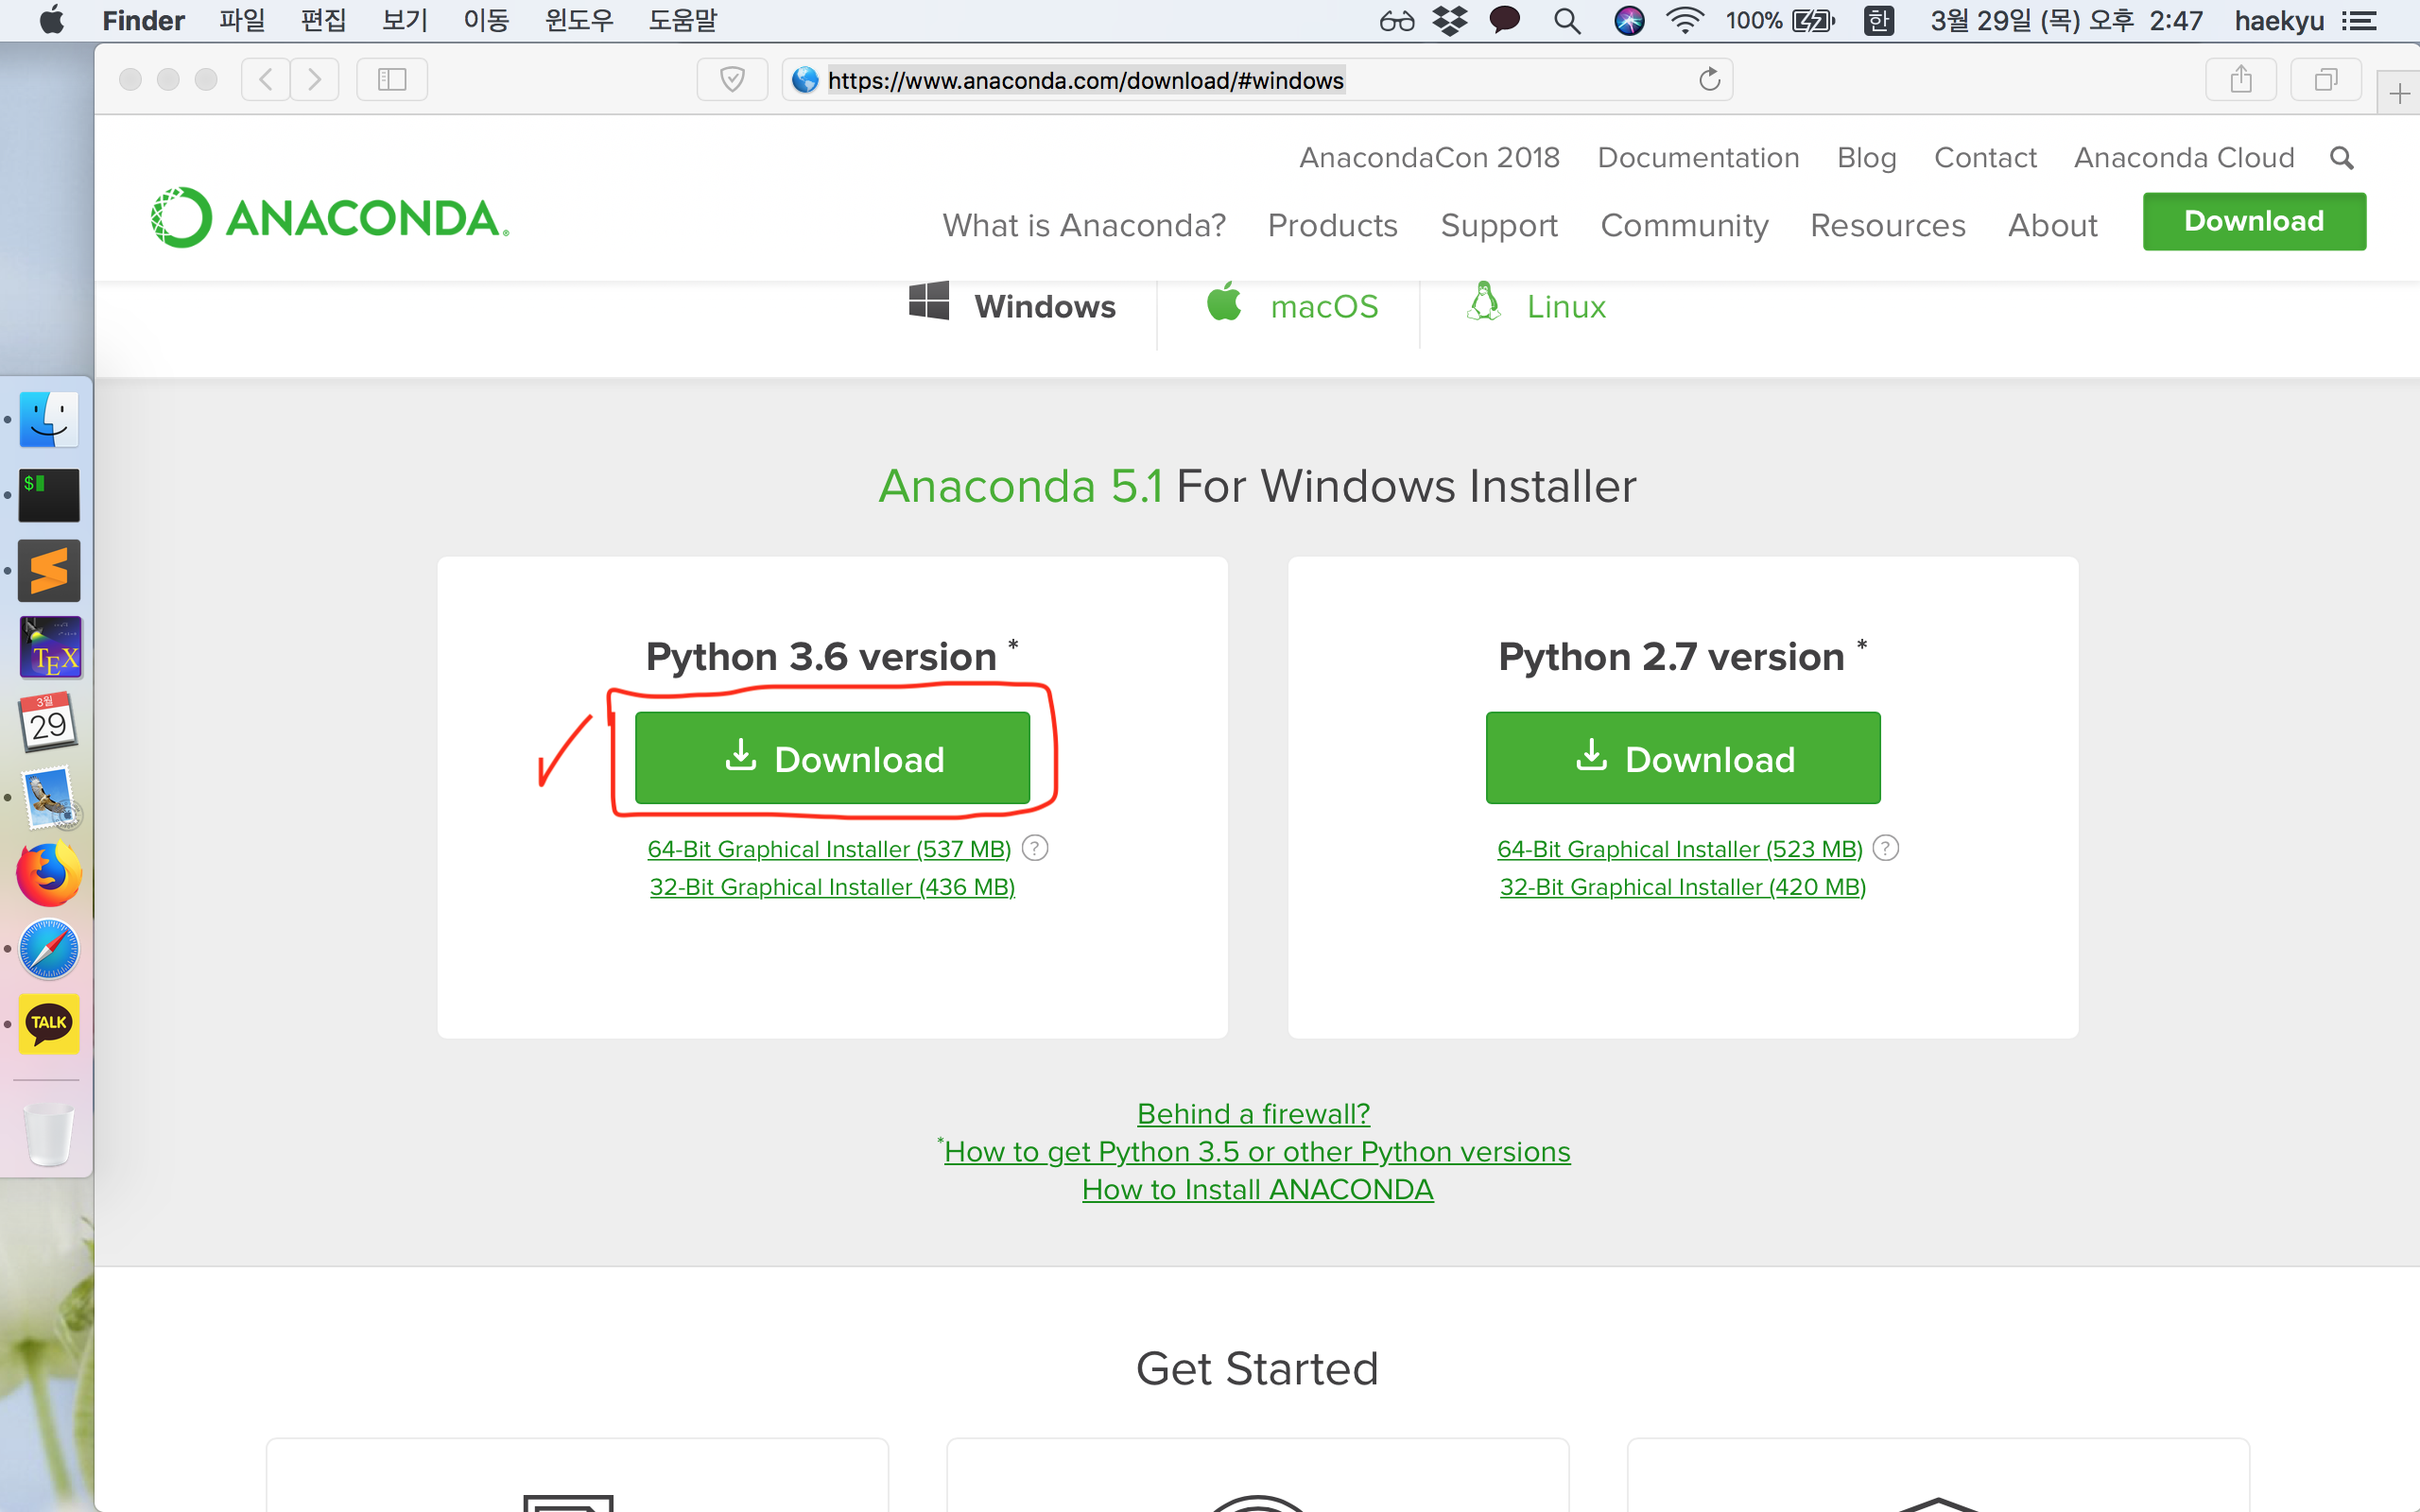 Finder 파일 편집 보기 이동 윈도우 도움말 100% 한 3월 29일 (목) 오후 2:47 haekyu
https://www.anaconda.com/download/#windows
AnacondaCon 2018 Documentation Blog Contact Anaconda Cloud
ANACONDA.
What is Anaconda? Products Support Community Resources About Download
Windows macOS Linux
$
TEX
3월
29
TALK
Anaconda 5.1 For Windows Installer
Python 3.6 version *
Download
64-Bit Graphical Installer (537 MB) ?
32-Bit Graphical Installer (436 MB)
Python 2.7 version *
Download
64-Bit Graphical Installer (523 MB) ?
32-Bit Graphical Installer (420 MB)
Behind a firewall?
*How to get Python 3.5 or other Python versions
How to Install ANACONDA
Get Started